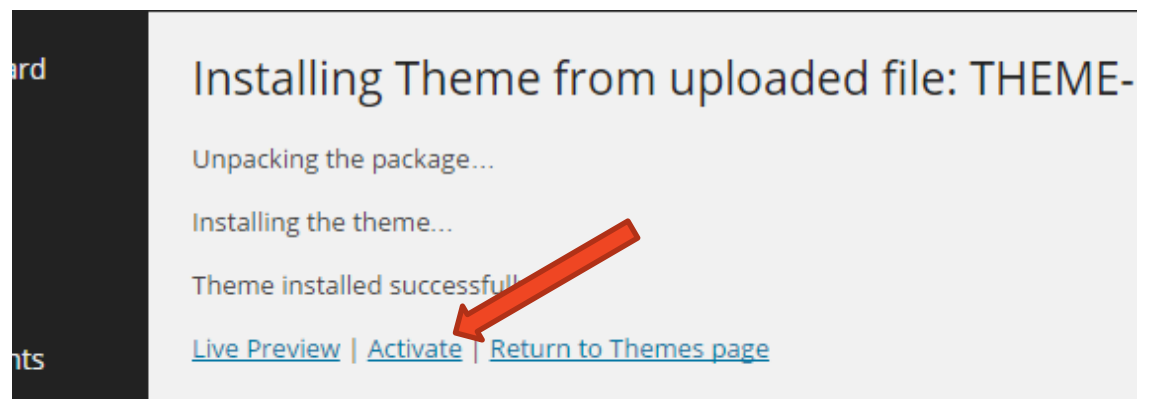 ard
Installing Theme from uploaded file: THEME-
Unpacking the package…
Installing the theme…
Theme installed successfull
Live Preview | Activate | Return to Themes page
nts